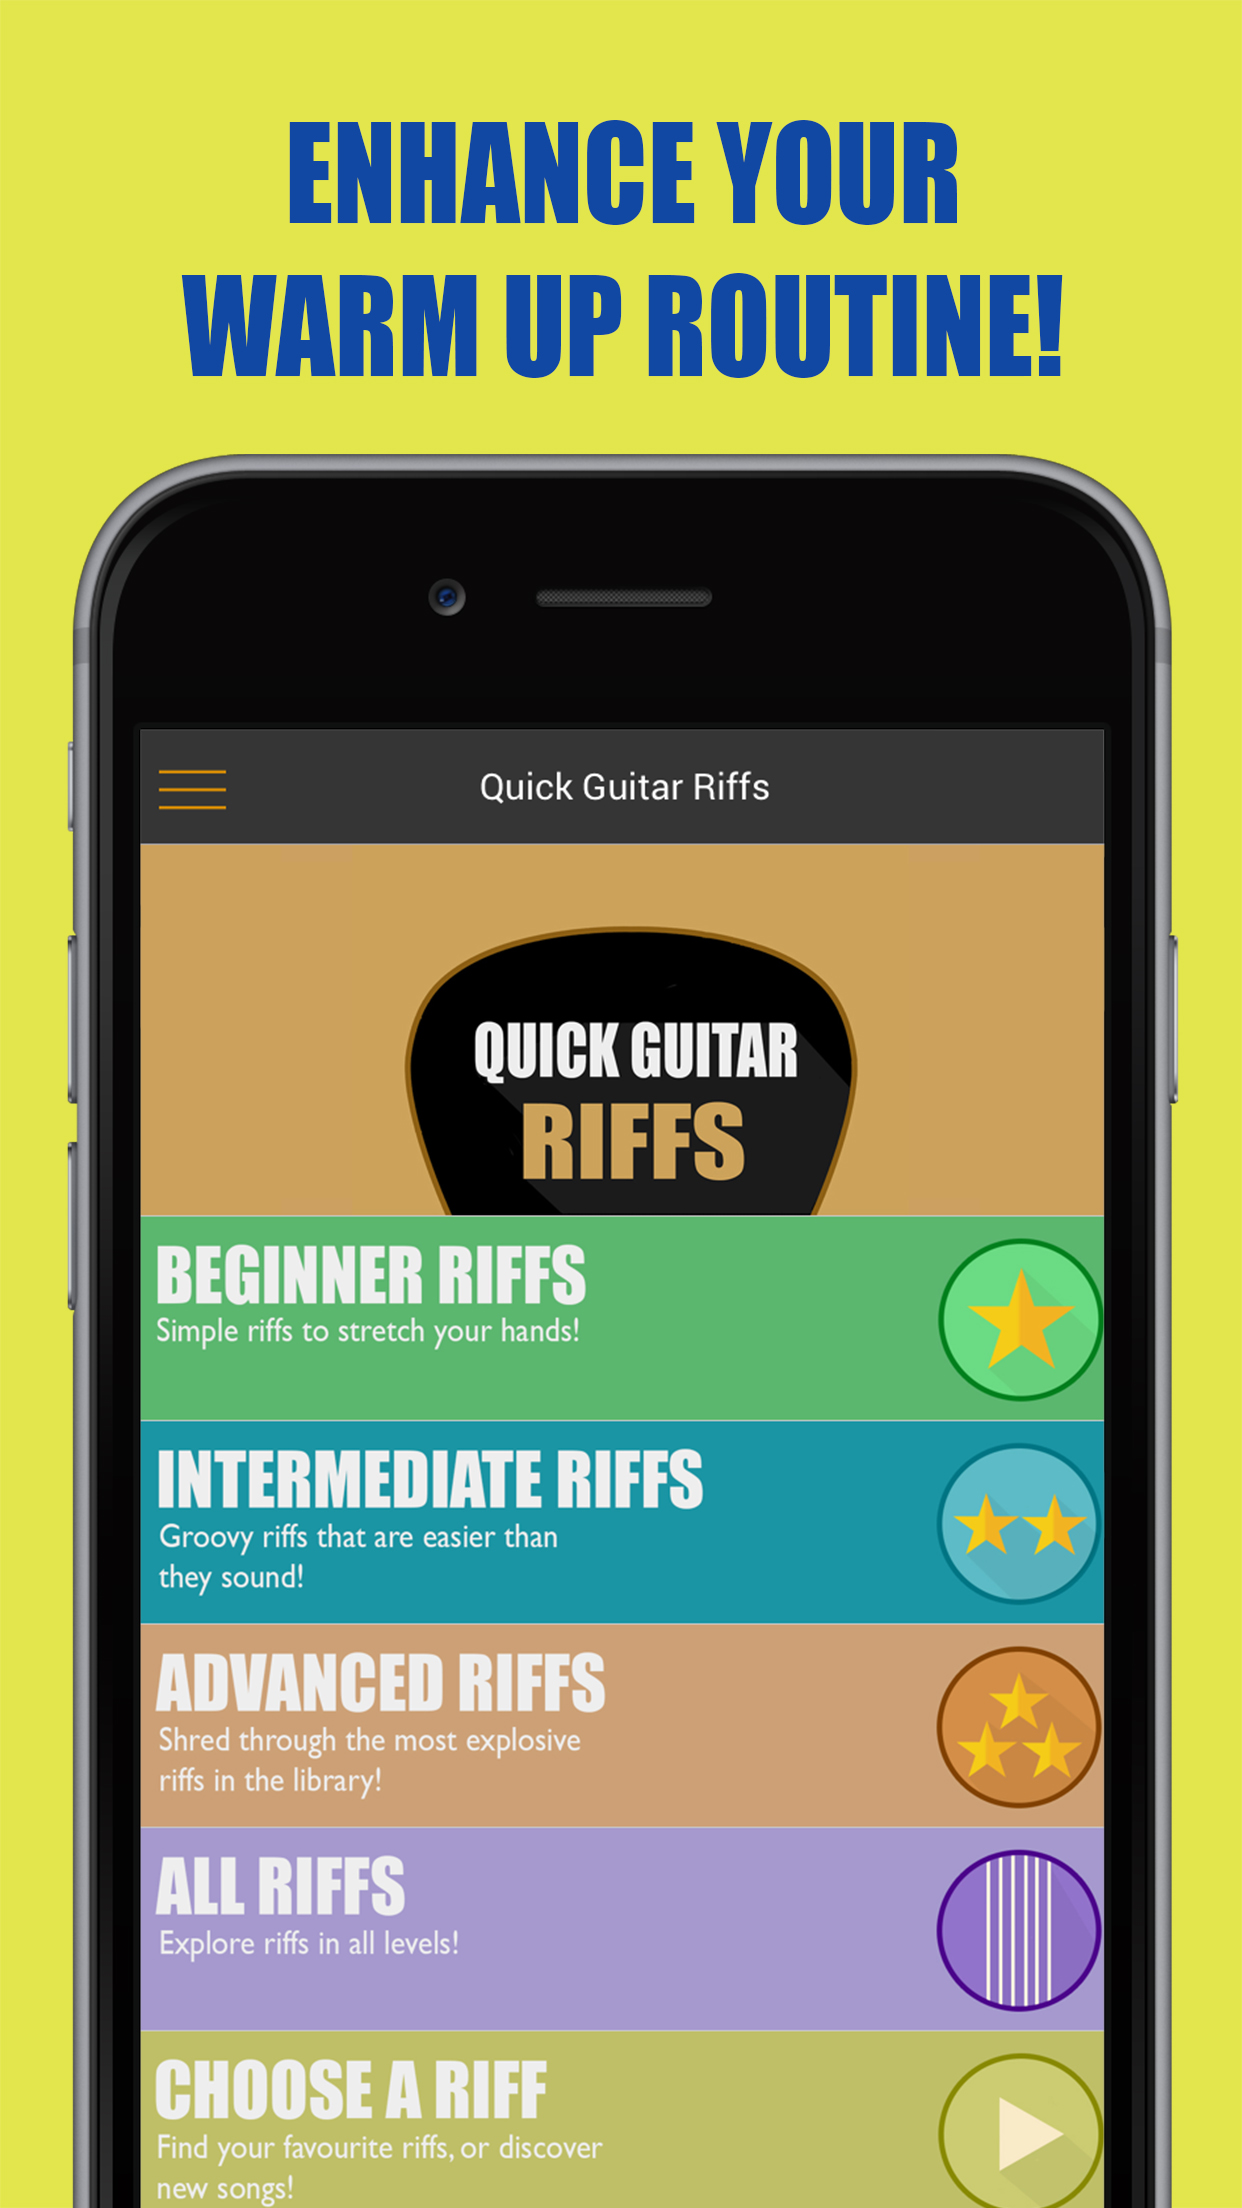 ENHANCE YOUR
WARM UP ROUTINE!
Quick Guitar Riffs
QUICK GUITAR
RIFFS
BEGINNER RIFFS
Simple riffs to stretch your hands!
INTERMEDIATE RIFFS
Groovy riffs that are easier than
they sound!
ADVANCED RIFFS
Shred through the most explosive
riffs in the library!
ALL RIFFS
Explore riffs in all levels!
CHOOSE A RIFF
Find your favourite riffs, or discover
new songs!